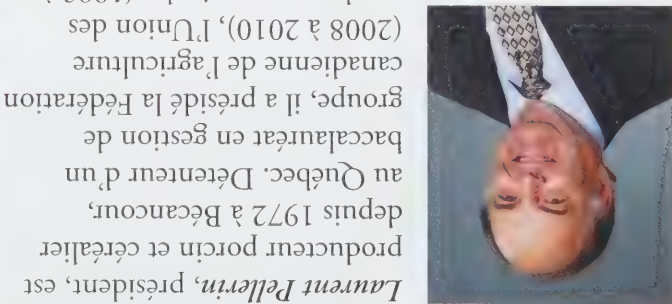 Laurent Pellerin, président, est
producteur porcin et céréalier
depuis 1972 à Bécancour,
au Québec. Détenteur d'un
baccalauréat en gestion de
groupe, il a présidé la Fédération
canadienne de l'agriculture
(2008 à 2010), l'Union des